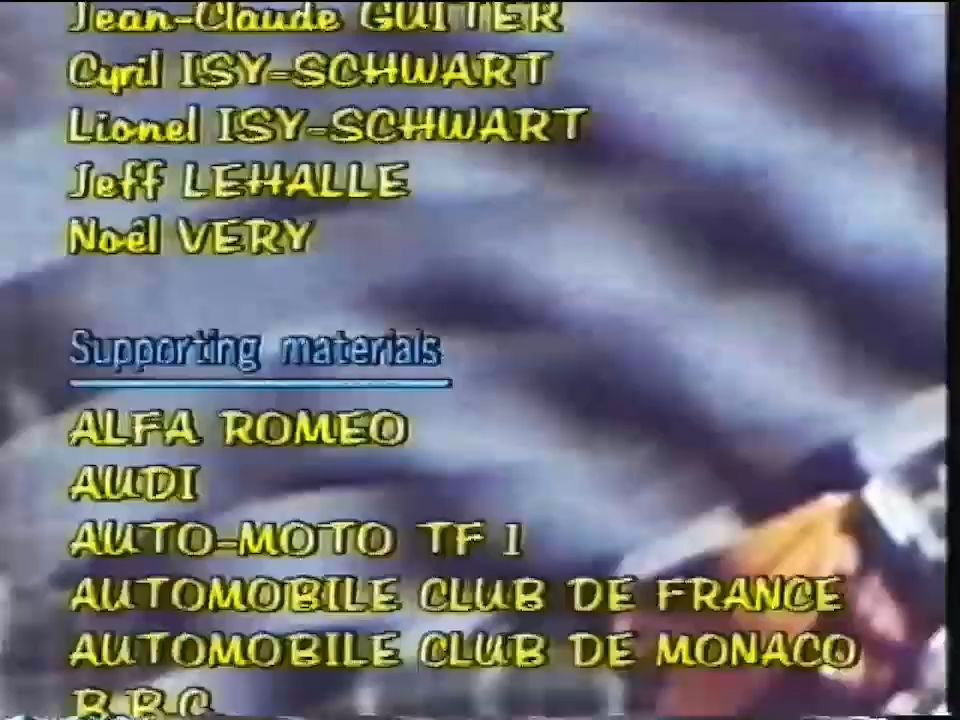 Jean-Claude GUITER
Cyril ISY-SCHWART
Lionel ISY-SCHWART
Jeff LEHALLE
Noël VERY
Supporting materials
ALFA ROMEO
AUDI
AUTO-MOTO TF 1
AUTOMOBILE CLUB DE FRANCE
AUTOMOBILE CLUB DE MONACO
B.B.C.